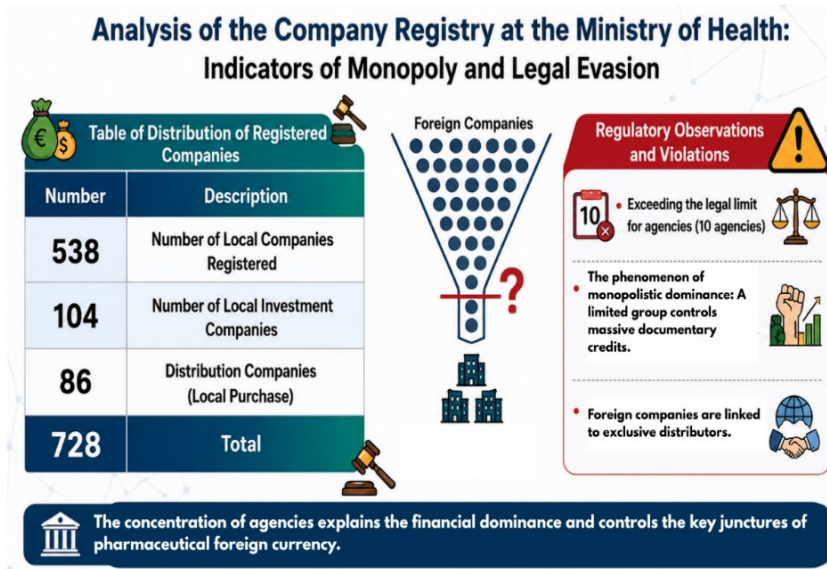 Analysis of the Company Registry at the Ministry of Health:
Indicators of Monopoly and Legal Evasion
€
$
Table of Distribution of Registered
Companies
Number
Description
538
Number of Local Companies
Registered
104
Number of Local Investment
Companies
86
Distribution Companies
(Local Purchase)
728
Total
Foreign Companies
?
Regulatory Observations
and Violations
!
10
• Exceeding the legal limit
for agencies (10 agencies)
• The phenomenon of
monopolistic dominance: A
limited group controls
massive documentary
credits.
• Foreign companies are linked
to exclusive distributors.
The concentration of agencies explains the financial dominance and controls the key junctures of
pharmaceutical foreign currency.